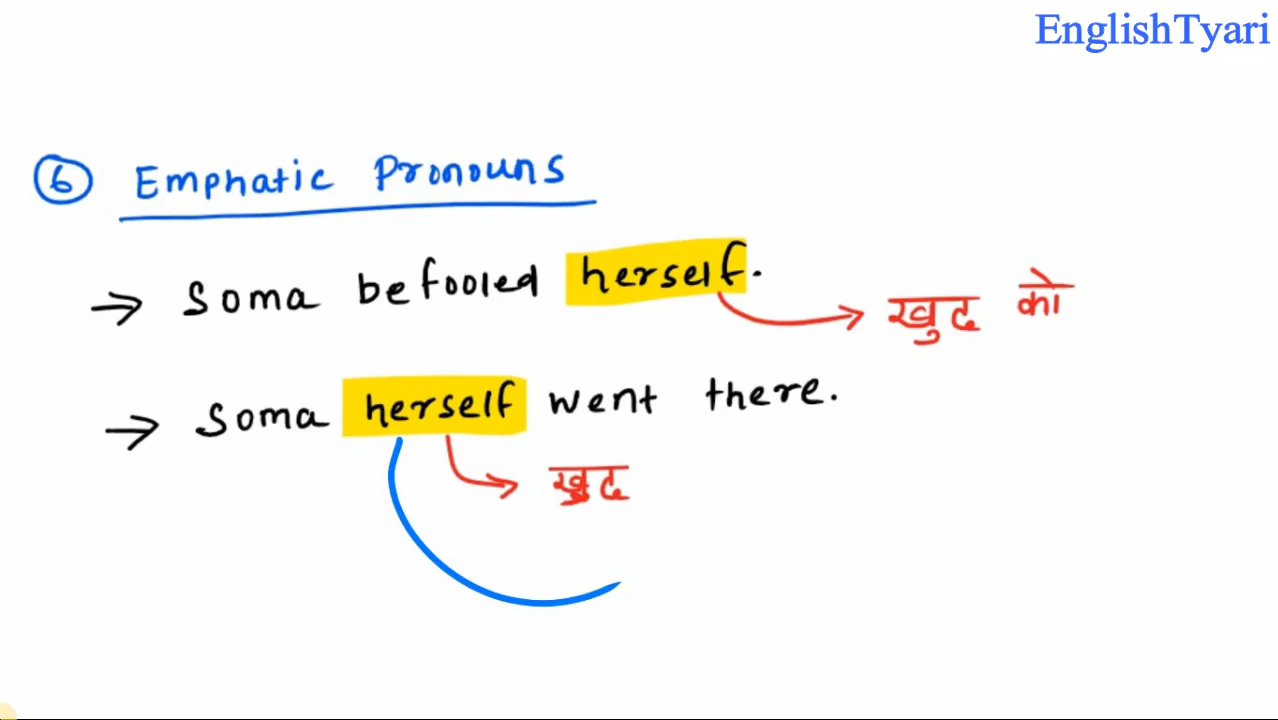 EnglishTyari
6 Emphatic Pronouns
→ Soma befooled herself.
→ खुद को
→ Soma herself went there.
→ खुद